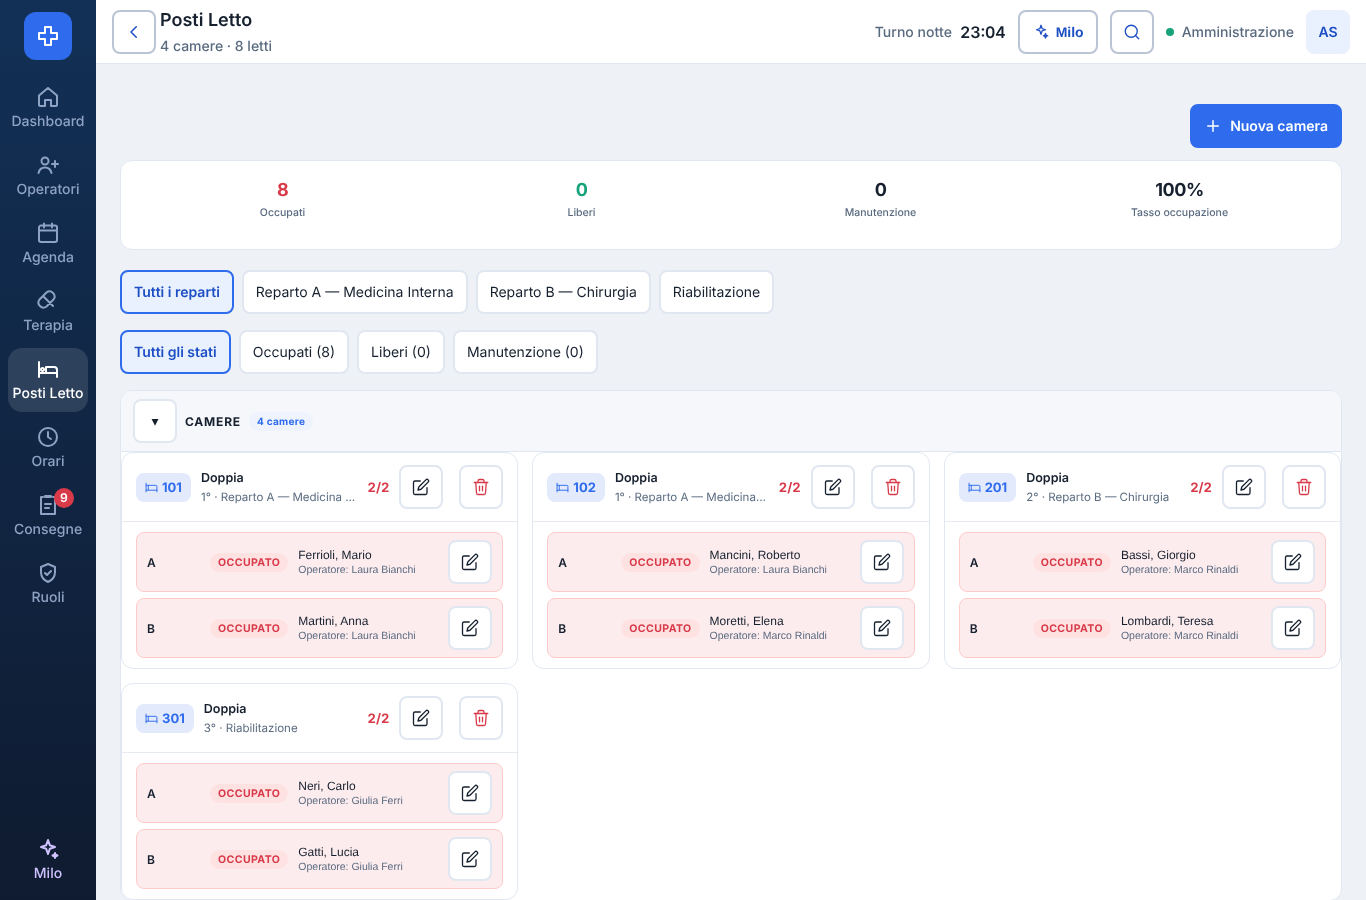 Posti Letto
4 camere · 8 letti
Turno notte 23:04
Milo
Amministrazione
AS
Dashboard
Operatori
Agenda
Terapia
Posti Letto
Orari
9
Consegne
Ruoli
Milo
Nuova camera
8
Occupati
0
Liberi
0
Manutenzione
100%
Tasso occupazione
Tutti i reparti
Reparto A — Medicina Interna
Reparto B — Chirurgia
Riabilitazione
Tutti gli stati
Occupati (8)
Liberi (0)
Manutenzione (0)
CAMERE
4 camere
101
Doppia
1° · Reparto A — Medicina ...
2/2
A
OCCUPATO
Ferrioli, Mario
Operatore: Laura Bianchi
B
OCCUPATO
Martini, Anna
Operatore: Laura Bianchi
102
Doppia
1° · Reparto A — Medicina...
2/2
A
OCCUPATO
Mancini, Roberto
Operatore: Laura Bianchi
B
OCCUPATO
Moretti, Elena
Operatore: Marco Rinaldi
201
Doppia
2° · Reparto B — Chirurgia
2/2
A
OCCUPATO
Bassi, Giorgio
Operatore: Marco Rinaldi
B
OCCUPATO
Lombardi, Teresa
Operatore: Marco Rinaldi
301
Doppia
3° · Riabilitazione
2/2
A
OCCUPATO
Neri, Carlo
Operatore: Giulia Ferri
B
OCCUPATO
Gatti, Lucia
Operatore: Giulia Ferri